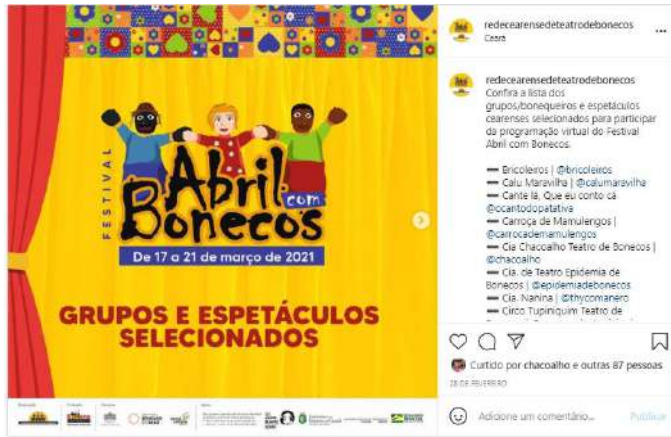 FESTIVAL
Abril
com
Bonecos
De 17 a 21 de março de 2021
GRUPOS E ESPETÁCULOS
SELECIONADOS
redecearensedeteatrodebonecos
Ceará
redecearensedeteatrodebonecos
Confira a lista dos
grupos/bonequeiros e espetáculos
cearenses selecionados para participar
da programação virtual do Festival
Abril com Bonecos.
— Bricoleiros | @bricoleiros
— Calu Maravilha | @calumaravilha
— Cante lá, Que eu conto cá
@ocantodopatativa
— Carroça de Mamulengos |
@carrocademamulengos
— Cia Chacoalho Teatro de Bonecos |
@chacoalho
— Cia. de Teatro Epidemia de
Bonecos | @epidemiadebonecos
— Cia. Nanina | @thycomanero
— Circo Tupiniquim Teatro de
Curtido por chacoalho e outras 87 pessoas
28 DE FEVEREIRO
Adicione um comentário...
Publicar